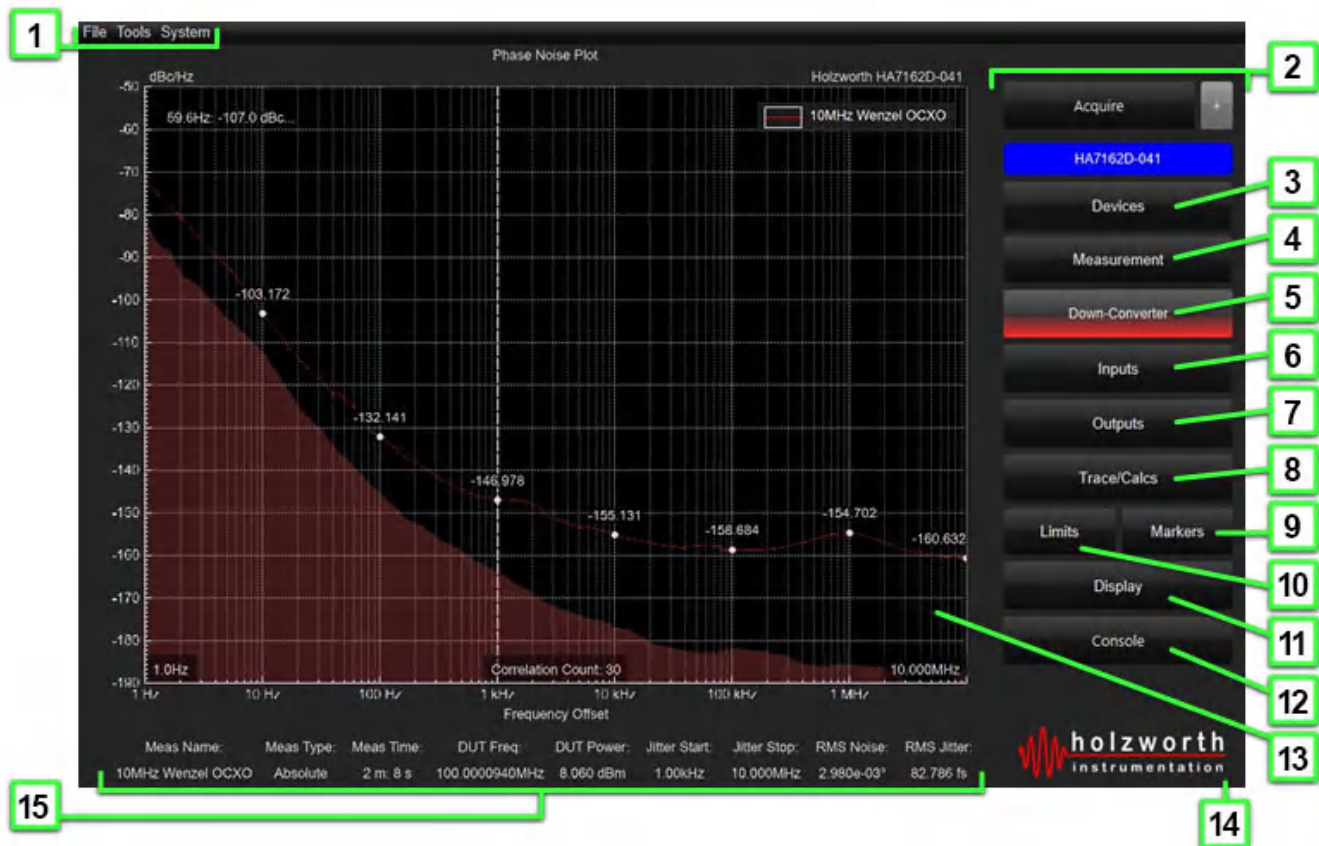 1
File Tools System
Phase Noise Plot
2
dBc/Hz
Holzworth HA7162D-041
-50
59.6Hz: -107.0 dBc...
10MHz Wenzel OCXO
Acquire
+
-60
HA7162D-041
-70
Devices
3
-80
Measurement
4
-90
-100
-103.172
Down-Converter
5
-110
Inputs
6
-120
-132.141
Outputs
7
-130
-140
-146.978
Trace/Calcs
8
-150
-155.131
-158.684
-154.702
-160.632
Limits
Markers
9
-160
10
-170
Display
11
-180
Console
12
1.0Hz
Correlation Count: 30
10.000MHz
-190
1 Hz
10 Hz
100 Hz
1 kHz
10 kHz
100 kHz
1 MHz
Frequency Offset
13
Meas Name: Meas Type: Meas Time: DUT Freq: DUT Power: Jitter Start: Jitter Stop: RMS Noise: RMS Jitter:
10MHz Wenzel OCXO Absolute 2 m: 8 s 100.0000940MHz 8.060 dBm 1.00kHz 10.000MHz 2.980e-03° 82.786 fs
holzworth
instrumentation
15
14